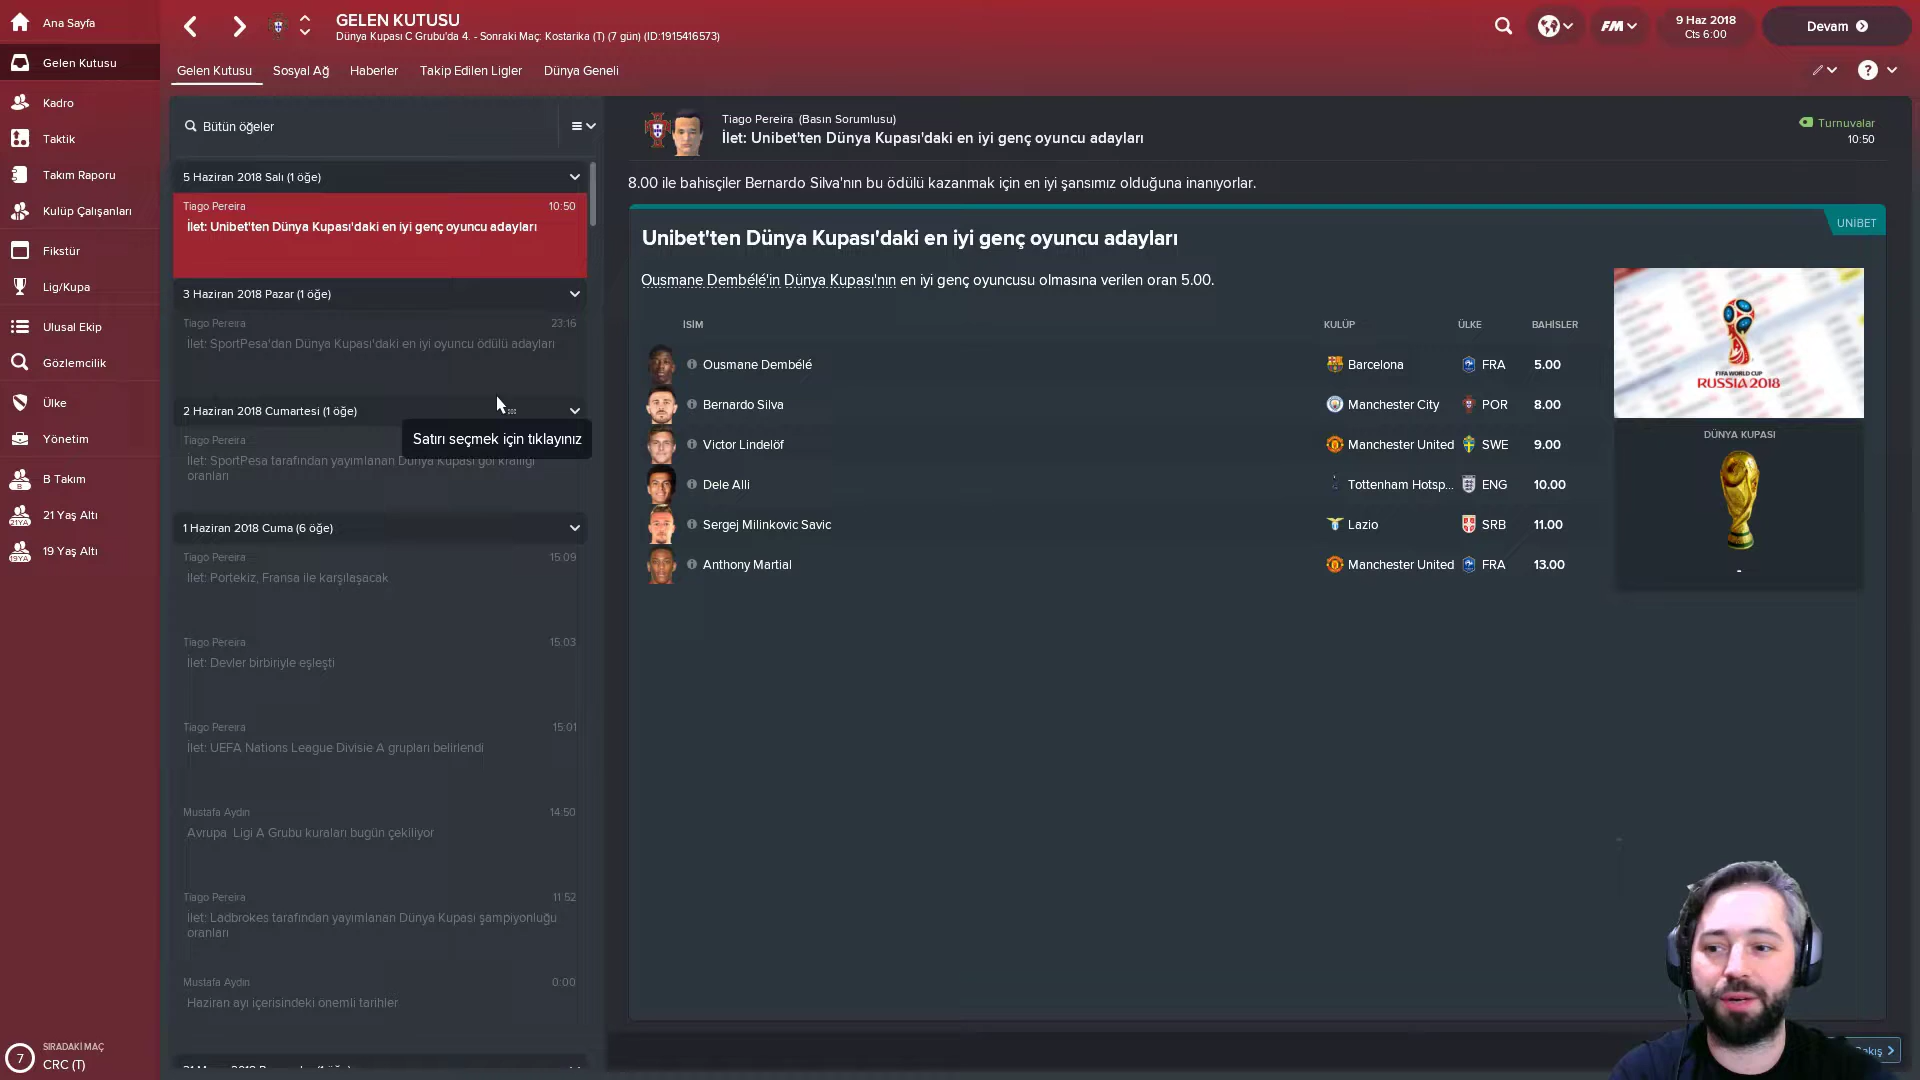 Ana Sayfa
Gelen Kutusu
Kadro
Taktik
Takım Raporu
Kulüp Çalışanları
Fikstür
Lig/Kupa
Ulusal Ekip
Gözlemcilik
Ülke
Yönetim
B
B Takım
21YA
21 Yaş Altı
19YA
19 Yaş Altı
7
SIRADAKİ MAÇ
CRC (T)
GELEN KUTUSU
Dünya Kupası C Grubu'da 4. - Sonraki Maç: Kostarika (T) (7 gün) (ID:1915416573)
FM
9 Haz 2018
Cts 6:00
Devam
Gelen Kutusu
Sosyal Ağ
Haberler
Takip Edilen Ligler
Dünya Geneli
?
Bütün öğeler
5 Haziran 2018 Salı (1 öğe)
Tiago Pereira 10:50
İlet: Unibet'ten Dünya Kupası'daki en iyi genç oyuncu adayları
3 Haziran 2018 Pazar (1 öğe)
Tiago Pereira 23:16
İlet: SportPesa'dan Dünya Kupası'daki en iyi oyuncu ödülü adayları
2 Haziran 2018 Cumartesi (1 öğe)
Tiago Pereira
Satırı seçmek için tıklayınız
İlet: SportPesa tarafından yayımlanan Dünya Kupası gol krallığı
oranları
1 Haziran 2018 Cuma (6 öğe)
Tiago Pereira 15:09
İlet: Portekiz, Fransa ile karşılaşacak
Tiago Pereira 15:03
İlet: Devler birbiriyle eşleşti
Tiago Pereira 15:01
İlet: UEFA Nations League Divisie A grupları belirlendi
Mustafa Aydın 14:50
Avrupa Ligi A Grubu kuraları bugün çekiliyor
Tiago Pereira 11:52
İlet: Ladbrokes tarafından yayımlanan Dünya Kupası şampiyonluğu
oranları
Mustafa Aydın 0:00
Haziran ayı içerisindeki önemli tarihler
Tiago Pereira (Basın Sorumlusu)
İlet: Unibet'ten Dünya Kupası'daki en iyi genç oyuncu adayları
Turnuvalar
10:50
8.00 ile bahisçiler Bernardo Silva'nın bu ödülü kazanmak için en iyi şansımız olduğuna inanıyorlar.
UNIBET
Unibet'ten Dünya Kupası'daki en iyi genç oyuncu adayları
Ousmane Dembélé'in Dünya Kupası'nın en iyi genç oyuncusu olmasına verilen oran 5.00.
İSİM KULÜP ÜLKE BAHİSLER
Ousmane Dembélé Barcelona FRA 5.00
Bernardo Silva Manchester City POR 8.00
Victor Lindelöf Manchester United SWE 9.00
Dele Alli Tottenham Hotsp... ENG 10.00
Sergej Milinkovic Savic Lazio SRB 11.00
Anthony Martial Manchester United FRA 13.00
FIFA WORLD CUP
RUSSIA 2018
DÜNYA KUPASI
-